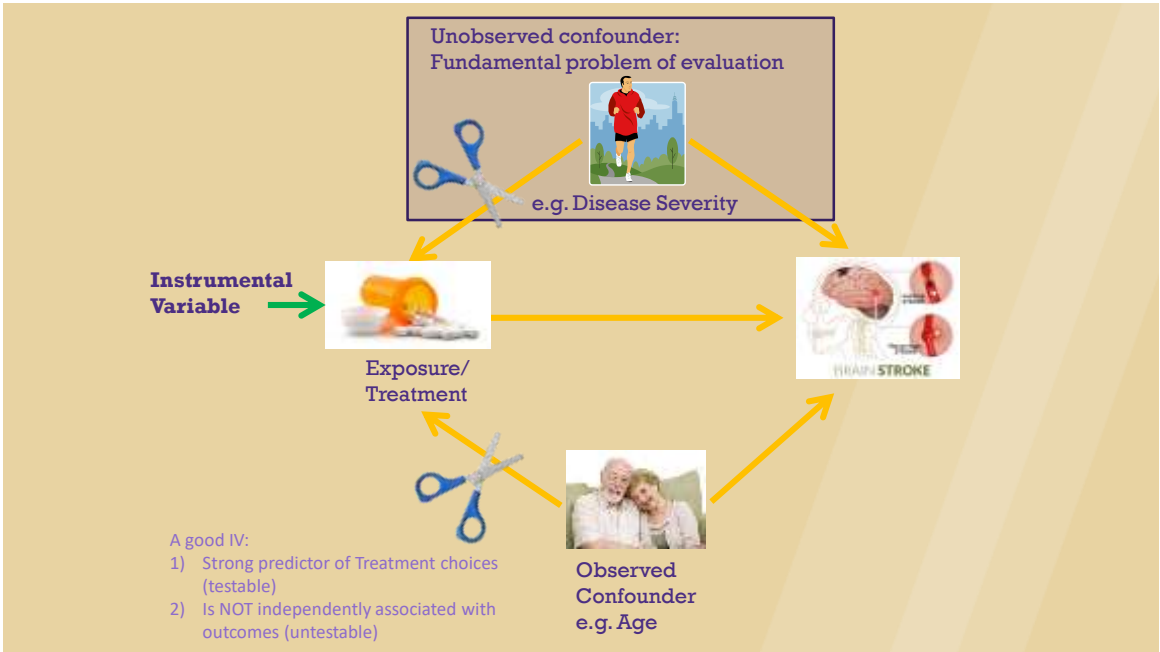 Unobserved confounder:
Fundamental problem of evaluation
e.g. Disease Severity
Instrumental
Variable
Exposure/
Treatment
BRAIN STROKE
A good IV:
1) Strong predictor of Treatment choices
(testable)
2) Is NOT independently associated with
outcomes (untestable)
Observed
Confounder
e.g. Age